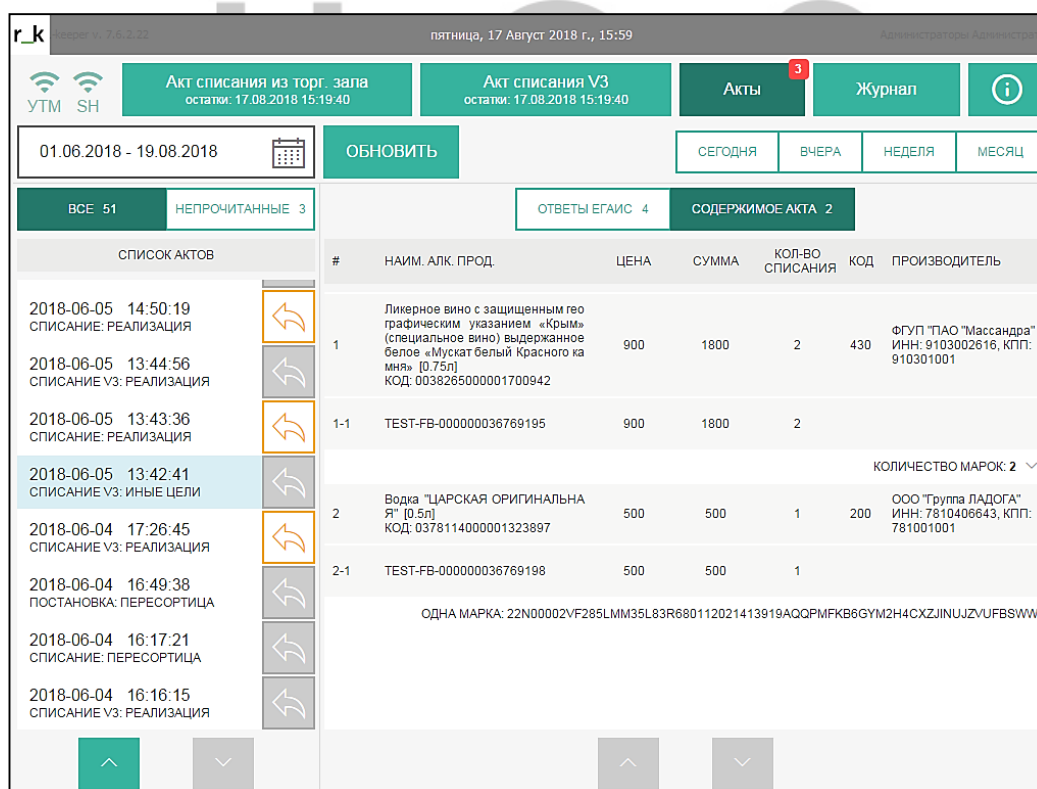 r_k
keeper v. 7.6.2.22
пятница, 17 Август 2018 г., 15:59
Администраторы Администрат
УТМ SH
Акт списания из торг. зала
остатки: 17.08.2018 15:19:40
Акт списания V3
остатки: 17.08.2018 15:19:40
Акты
3
Журнал
01.06.2018 - 19.08.2018
ОБНОВИТЬ
СЕГОДНЯ
ВЧЕРА
НЕДЕЛЯ
МЕСЯЦ
ВСЕ 51
НЕПРОЧИТАННЫЕ 3
ОТВЕТЫ ЕГАИС 4
СОДЕРЖИМОЕ АКТА 2
СПИСОК АКТОВ
2018-06-05 14:50:19
СПИСАНИЕ: РЕАЛИЗАЦИЯ
2018-06-05 13:44:56
СПИСАНИЕ V3: РЕАЛИЗАЦИЯ
2018-06-05 13:43:36
СПИСАНИЕ: РЕАЛИЗАЦИЯ
2018-06-05 13:42:41
СПИСАНИЕ V3: ИНЫЕ ЦЕЛИ
2018-06-04 17:26:45
СПИСАНИЕ V3: РЕАЛИЗАЦИЯ
2018-06-04 16:49:38
ПОСТАНОВКА: ПЕРЕСОРТИЦА
2018-06-04 16:17:21
СПИСАНИЕ: ПЕРЕСОРТИЦА
2018-06-04 16:16:15
СПИСАНИЕ V3: РЕАЛИЗАЦИЯ
# НАИМ. АЛК. ПРОД. ЦЕНА СУММА КОЛ-ВО СПИСАНИЯ КОД ПРОИЗВОДИТЕЛЬ
Ликерное вино с защищенным гео
графическим указанием «Крым»
(специальное вино) выдержанное
белое «Мускат белый Красного ка
мня» [0.75л]
КОД: 0038265000001700942
1 900 1800 2 430
ФГУП "ПАО "Массандра"
ИНН: 9103002616, КПП:
910301001
1-1 TEST-FB-000000036769195 900 1800 2
КОЛИЧЕСТВО МАРОК: 2
Водка "ЦАРСКАЯ ОРИГИНАЛЬНА
Я" [0.5л]
КОД: 0378114000001323897
2 500 500 1 200
ООО "Группа ЛАДОГА"
ИНН: 7810406643, КПП:
781001001
2-1 TEST-FB-000000036769198 500 500 1
ОДНА МАРКА: 22N00002VF285LMM35L83R680112021413919AQQPMFKB6GYM2H4CXZJINUJZVUFBSWW